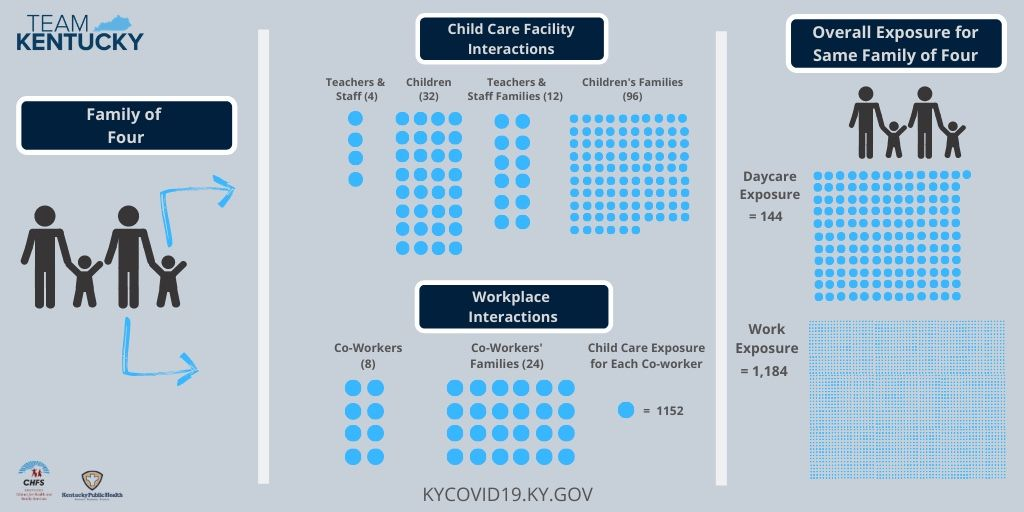 TEAM
KENTUCKY
Family of
Four
CHFS
KentuckyPublicHealth
Child Care Facility
Interactions
Teachers &
Staff (4)
Children
(32)
Teachers &
Staff Families (12)
Children's Families
(96)
Workplace
Interactions
Co-Workers
(8)
Co-Workers'
Families (24)
Child Care Exposure
for Each Co-worker
= 1152
KYCOVID19.KY.GOV
Overall Exposure for
Same Family of Four
Daycare
Exposure
= 144
Work
Exposure
= 1,184